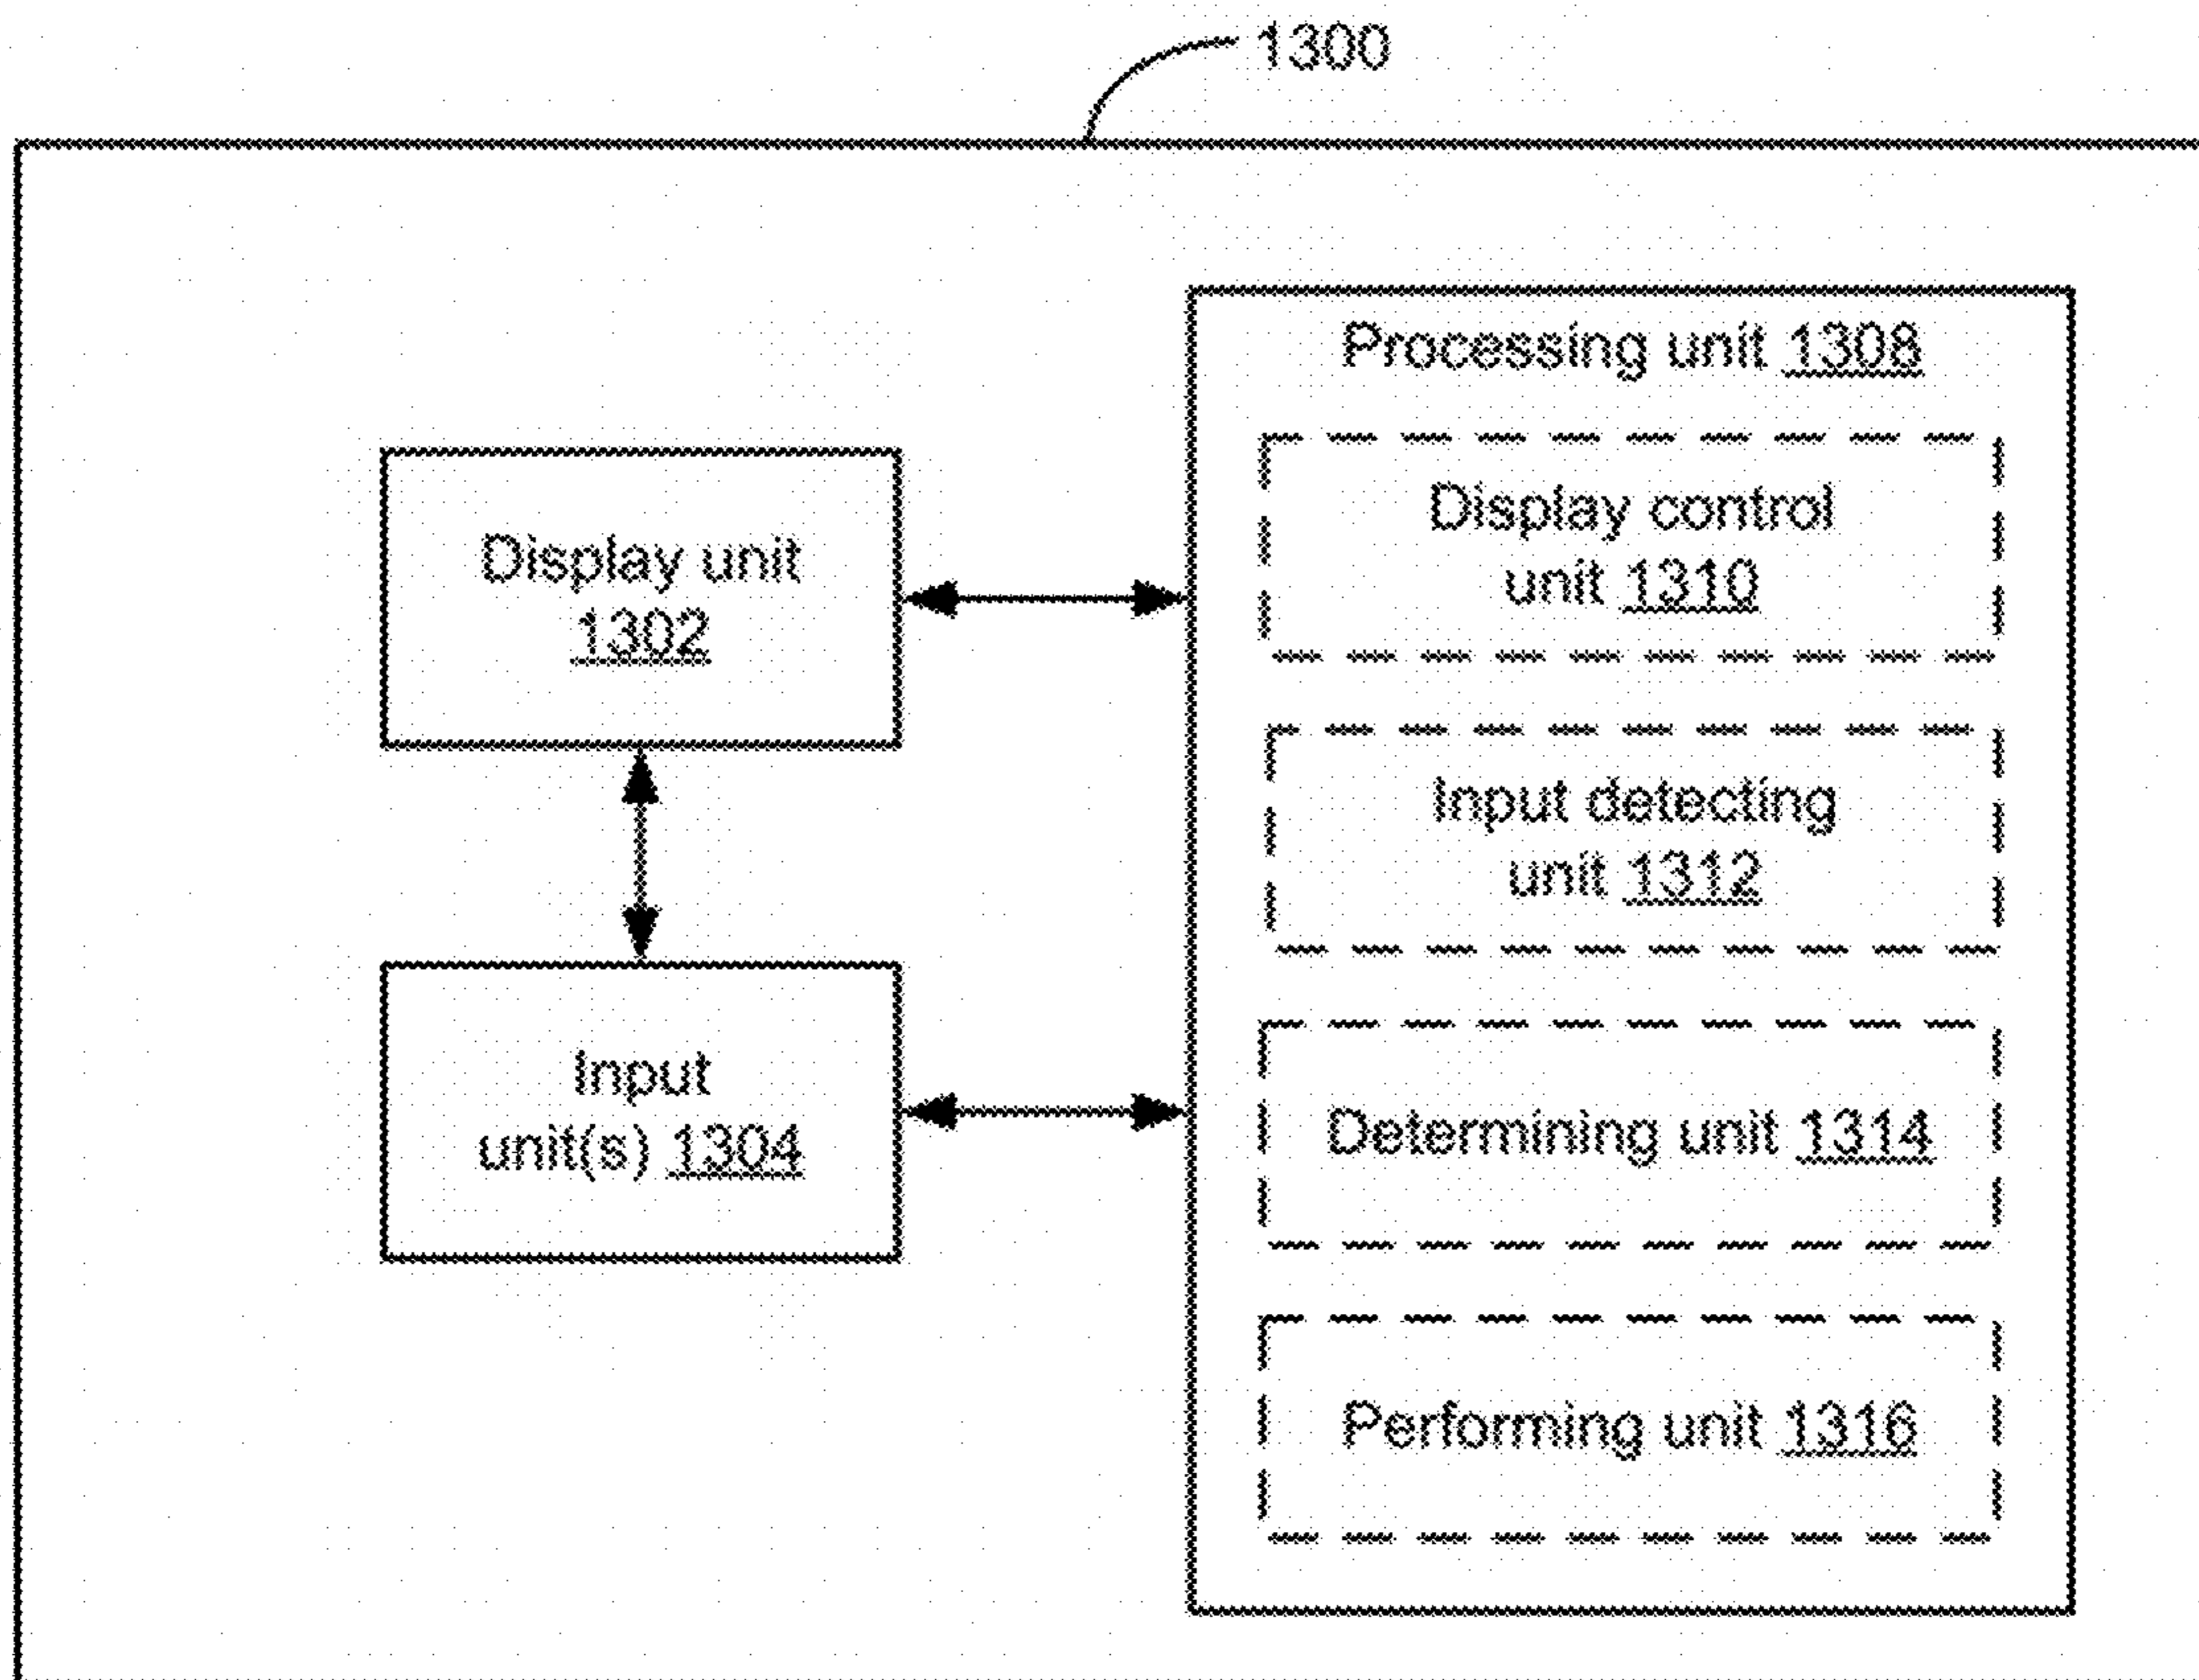 1300
Processing unit 1308
Display control
unit 1310
Display unit
1302
Input detecting
unit 1312
Input
unit(s) 1304
Determining unit 1314
Performing unit 1316